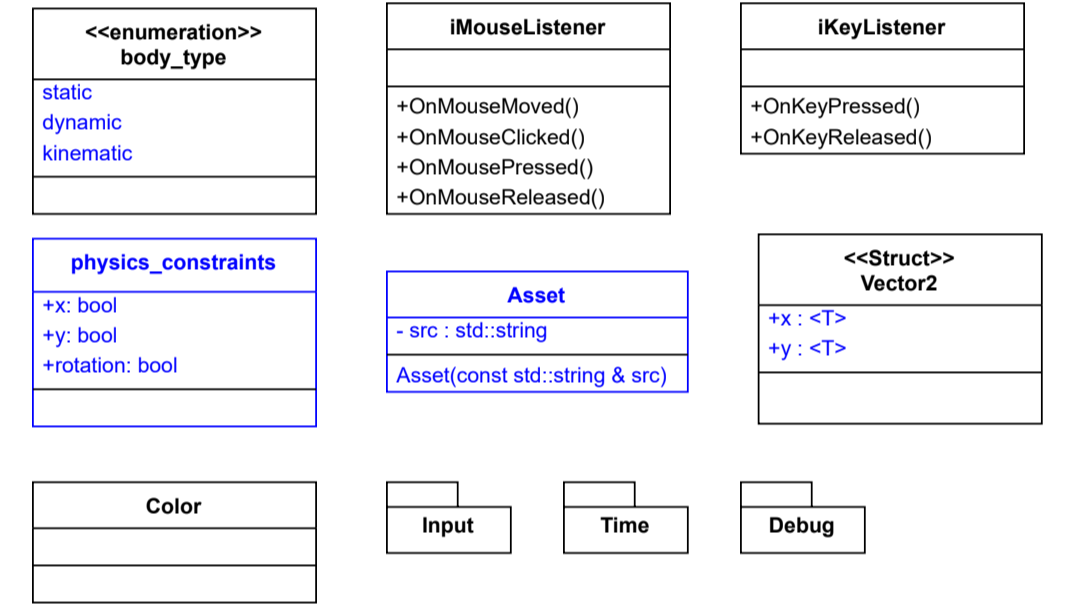 <<enumeration>>
body_type
static
dynamic
kinematic
iMouseListener
+OnMouseMoved()
+OnMouseClicked()
+OnMousePressed()
+OnMouseReleased()
iKeyListener
+OnKeyPressed()
+OnKeyReleased()
physics_constraints
+x: bool
+y: bool
+rotation: bool
Asset
- src : std::string
Asset(const std::string & src)
<<Struct>>
Vector2
+x : <T>
+y : <T>
Color
Input
Time
Debug